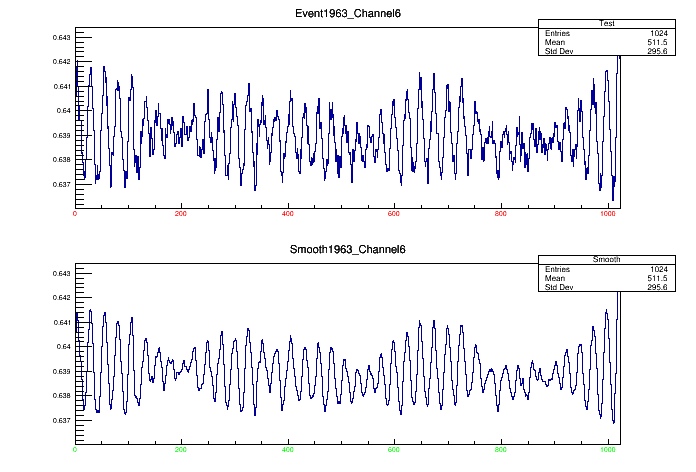 Event1963_Channel6
Test
Entries 1024
Mean 511.5
Std Dev 295.6
0.643
0.642
0.641
0.64
0.639
0.638
0.637
0 200 400 600 800 1000
Smooth1963_Channel6
Smooth
Entries 1024
Mean 511.5
Std Dev 295.6
0.643
0.642
0.641
0.64
0.639
0.638
0.637
0 200 400 600 800 1000